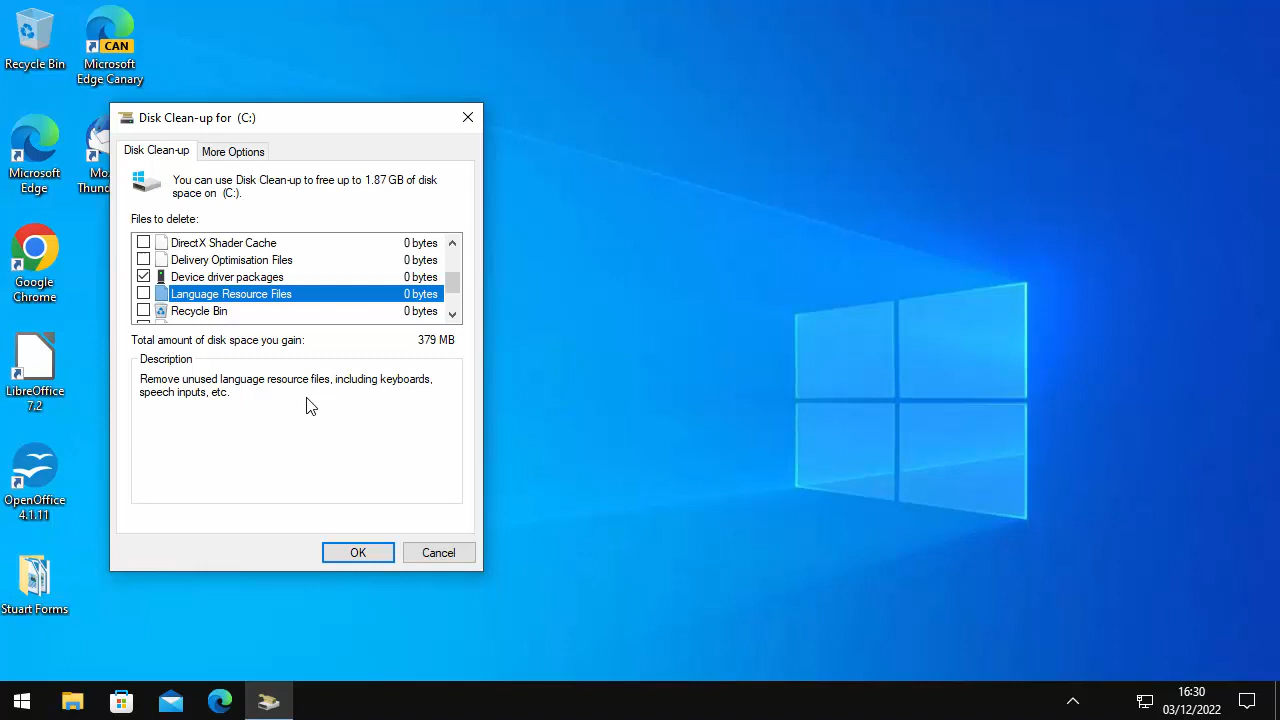 Recycle Bin
Microsoft
Edge Canary
CAN
Microsoft
Edge
Google
Chrome
LibreOffice
7.2
OpenOffice
4.1.11
Stuart Forms
Disk Clean-up for (C:)
Disk Clean-up
More Options
You can use Disk Clean-up to free up to 1.87 GB of disk
space on (C:).
Files to delete:
DirectX Shader Cache 0 bytes
Delivery Optimisation Files 0 bytes
Device driver packages 0 bytes
Language Resource Files 0 bytes
Recycle Bin 0 bytes
Total amount of disk space you gain: 379 MB
Description
Remove unused language resource files, including keyboards,
speech inputs, etc.
OK
Cancel
16:30
03/12/2022